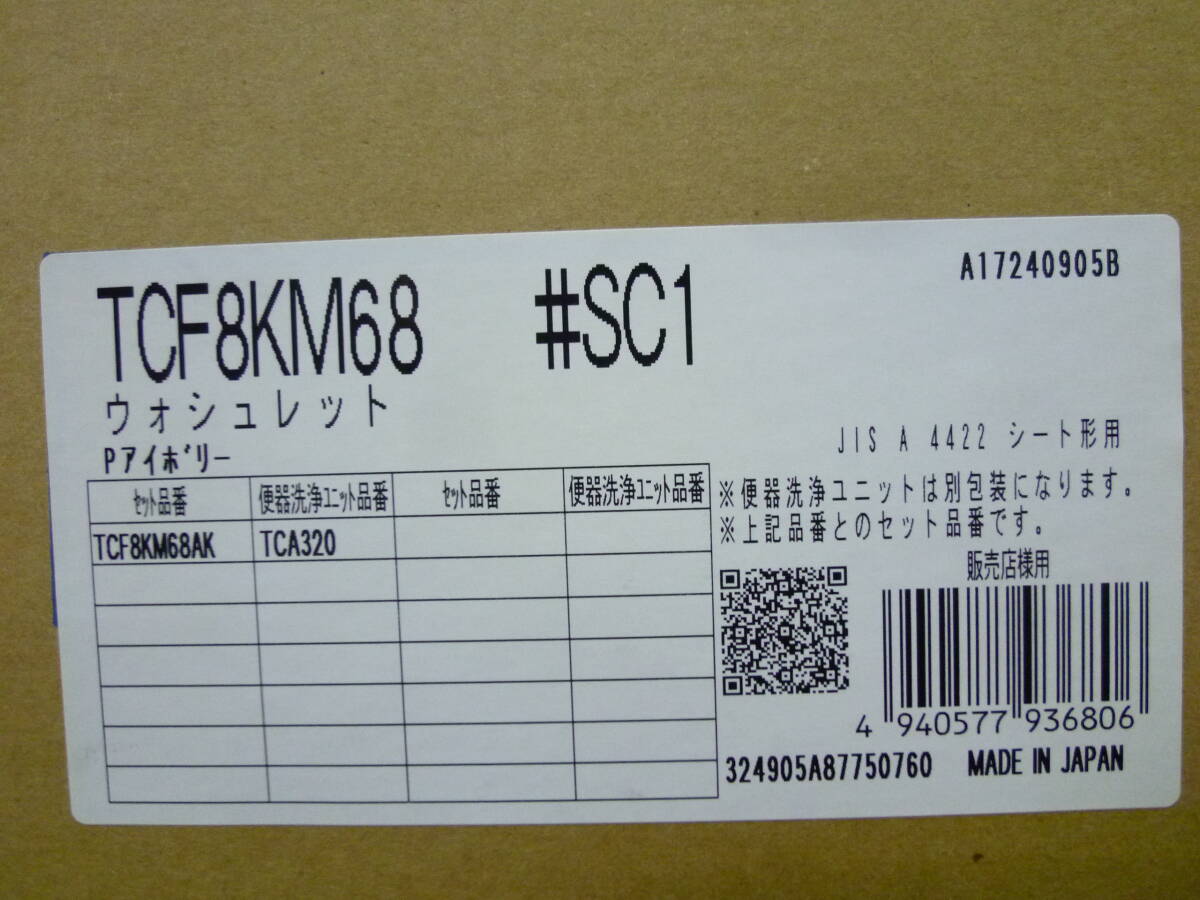 A17240905B
TCF8KM68 #SC1
ウォシュレット
Pアイボリー
JIS A 4422 シート形用
セット品番 便器洗浄ユニット品番 セット品番 便器洗浄ユニット品番
TCF8KM68AK TCA320
※便器洗浄ユニットは別包装になります。
※上記品番とのセット品番です。
販売店様用
4 940577 936806
324905A87750760 MADE IN JAPAN